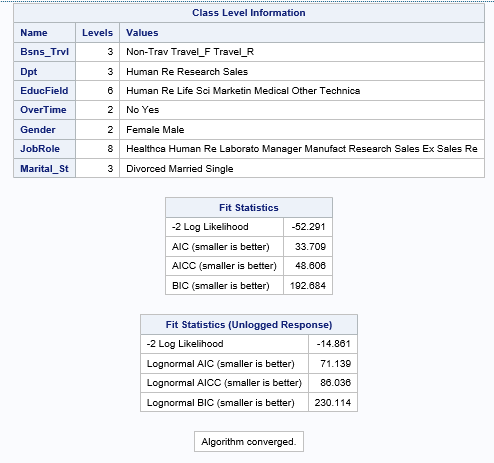 Class Level Information
Name Levels Values
Bsns_Trvl 3 Non-Trav Travel_F Travel_R
Dpt 3 Human Re Research Sales
EducField 6 Human Re Life Sci Marketin Medical Other Technica
OverTime 2 No Yes
Gender 2 Female Male
JobRole 8 Healthca Human Re Laborato Manager Manufact Research Sales Ex Sales Re
Marital_St 3 Divorced Married Single
Fit Statistics
-2 Log Likelihood -52.291
AIC (smaller is better) 33.709
AICC (smaller is better) 48.606
BIC (smaller is better) 192.684
Fit Statistics (Unlogged Response)
-2 Log Likelihood -14.861
Lognormal AIC (smaller is better) 71.139
Lognormal AICC (smaller is better) 86.036
Lognormal BIC (smaller is better) 230.114
Algorithm converged.